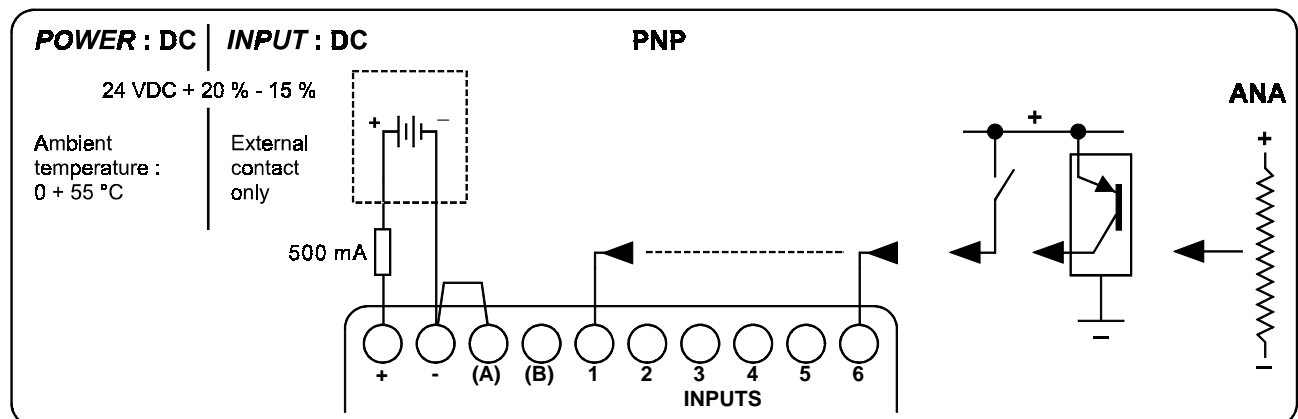 POWER : DC INPUT : DC PNP
24 VDC + 20 % - 15 %
ANA
Ambient
temperature :
0 + 55 °C
External
contact
only
+ −
+
+
500 mA
−
−
+ - (A) (B) 1 2 3 4 5 6
INPUTS